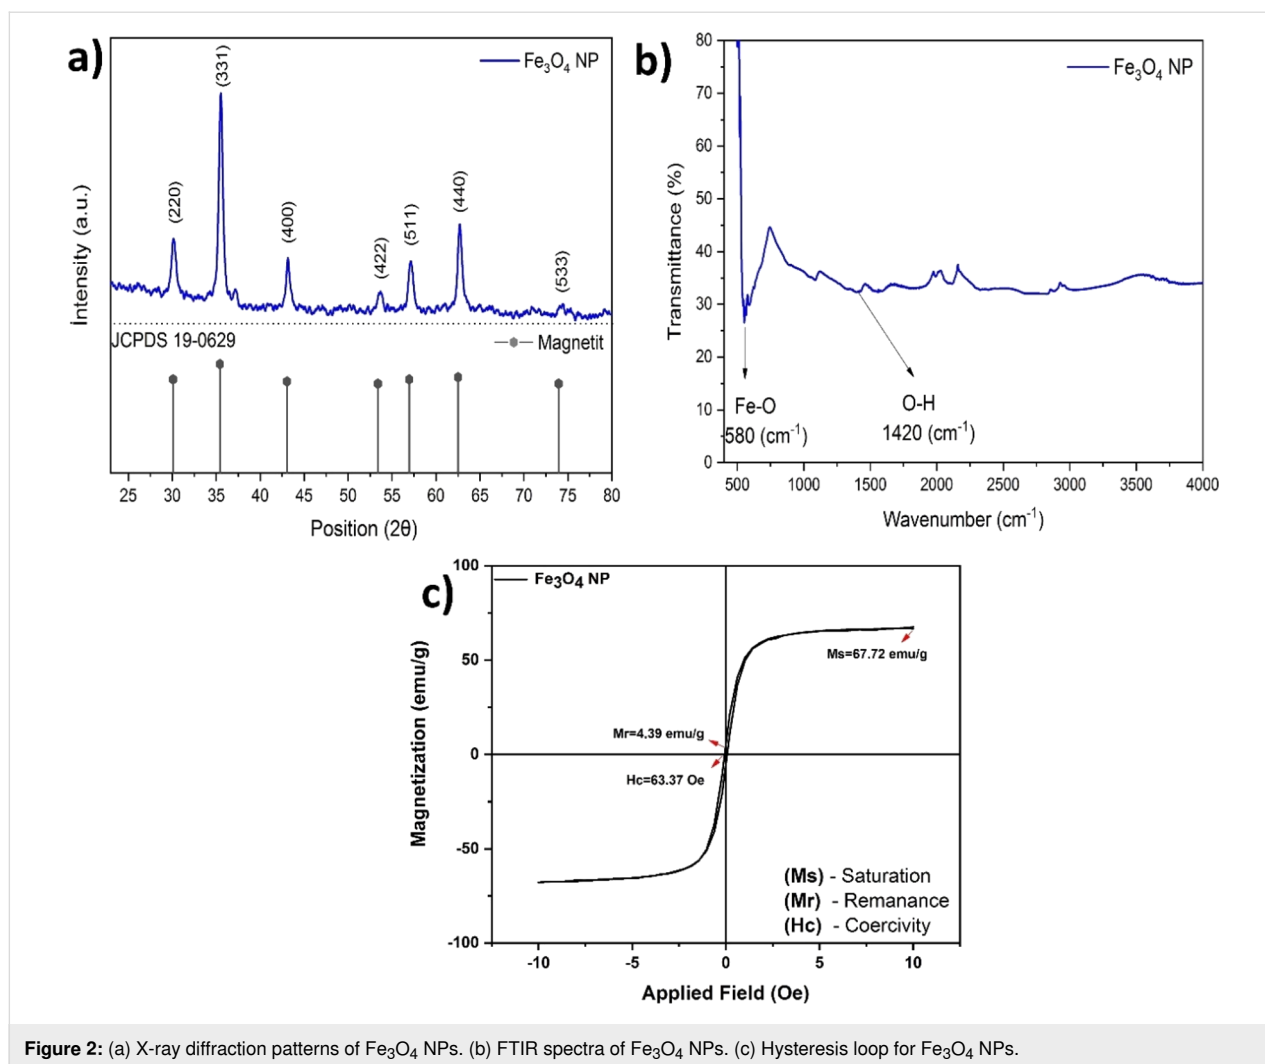 a)
Fe₃O₄ NP
(220)
(331)
(400)
(422)
(511)
(440)
(533)
Intensity (a.u.)
JCPDS 19-0629
Magnetit
25 30 35 40 45 50 55 60 65 70 75 80
Position (2θ)
b)
Fe₃O₄ NP
Transmittance (%)
80
70
60
50
40
30
20
10
0
Fe-O
580 (cm⁻¹)
O-H
1420 (cm⁻¹)
500 1000 1500 2000 2500 3000 3500 4000
Wavenumber (cm⁻¹)
c)
Fe₃O₄ NP
Magnetization (emu/g)
100
50
0
-50
-100
Ms=67.72 emu/g
Mr=4.39 emu/g
Hc=63.37 Oe
(Ms) - Saturation
(Mr) - Remanance
(Hc) - Coercivity
-10 -5 0 5 10
Applied Field (Oe)
Figure 2: (a) X-ray diffraction patterns of Fe₃O₄ NPs. (b) FTIR spectra of Fe₃O₄ NPs. (c) Hysteresis loop for Fe₃O₄ NPs.